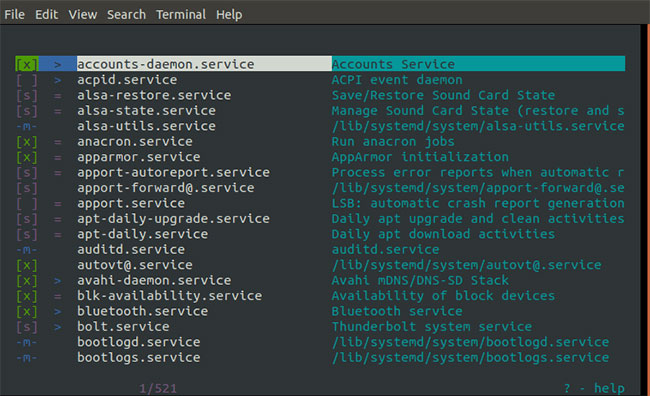 File Edit View Search Terminal Help
[x] > accounts-daemon.service Accounts Service
[ ] > acpid.service ACPI event daemon
[s] = alsa-restore.service Save/Restore Sound Card State
[s] = alsa-state.service Manage Sound Card State (restore and s
-m- alsa-utils.service /lib/systemd/system/alsa-utils.service
[x] = anacron.service Run anacron jobs
[x] = apparmor.service AppArmor initialization
[s] = apport-autoreport.service Process error reports when automatic r
[s] apport-forward@.service /lib/systemd/system/apport-forward@.se
[ ] = apport.service LSB: automatic crash report generation
[s] = apt-daily-upgrade.service Daily apt upgrade and clean activities
[s] = apt-daily.service Daily apt download activities
-m- auditd.service auditd.service
[x] autovt@.service /lib/systemd/system/autovt@.service
[x] > avahi-daemon.service Avahi mDNS/DNS-SD Stack
[x] = blk-availability.service Availability of block devices
[x] > bluetooth.service Bluetooth service
[s] > bolt.service Thunderbolt system service
-m- bootlogd.service /lib/systemd/system/bootlogd.service
-m- bootlogs.service /lib/systemd/system/bootlogs.service
1/521 ? - help